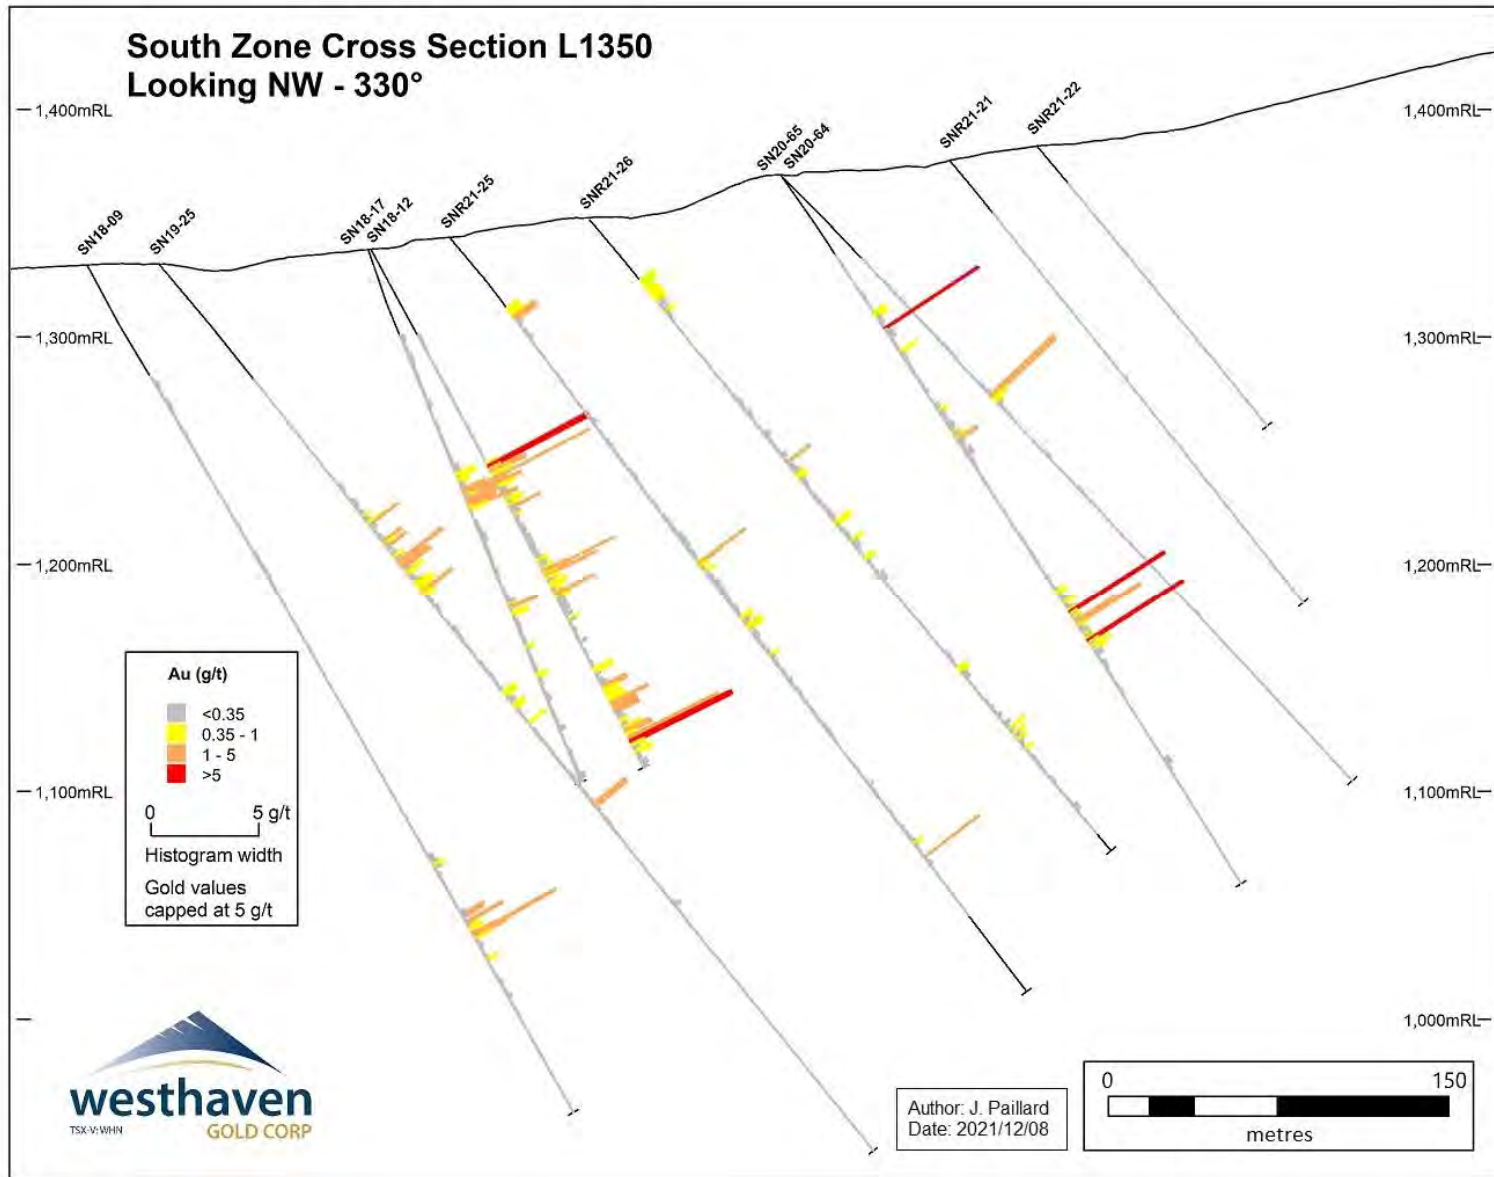 South Zone Cross Section L1350
Looking NW - 330°
1,400mRL
1,400mRL
SN18-09
SN19-25
SN18-17
SN18-12
SNR21-25
SNR21-26
SN20-65
SN20-64
SNR21-21
SNR21-22
1,300mRL
1,300mRL
1,200mRL
1,200mRL
Au (g/t)
<0.35
0.35 - 1
1 - 5
>5
0 5 g/t
Histogram width
Gold values
capped at 5 g/t
1,100mRL
1,100mRL
1,000mRL
westhaven
TSX-V: WHN GOLD CORP
Author: J. Paillard
Date: 2021/12/08
0 150
metres